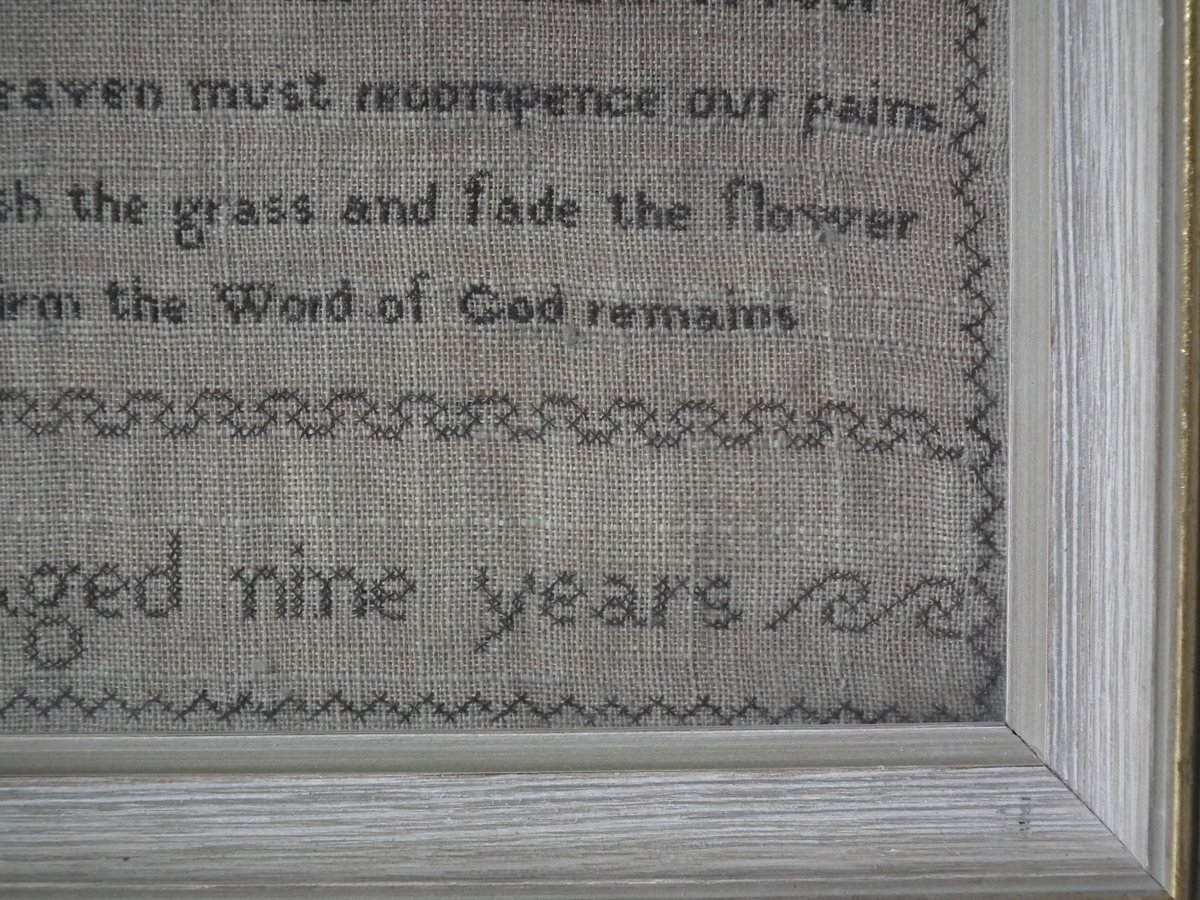 eaven must recompence our pains
sh the grass and fade the flower
irm the Word of God remains
aged nine years